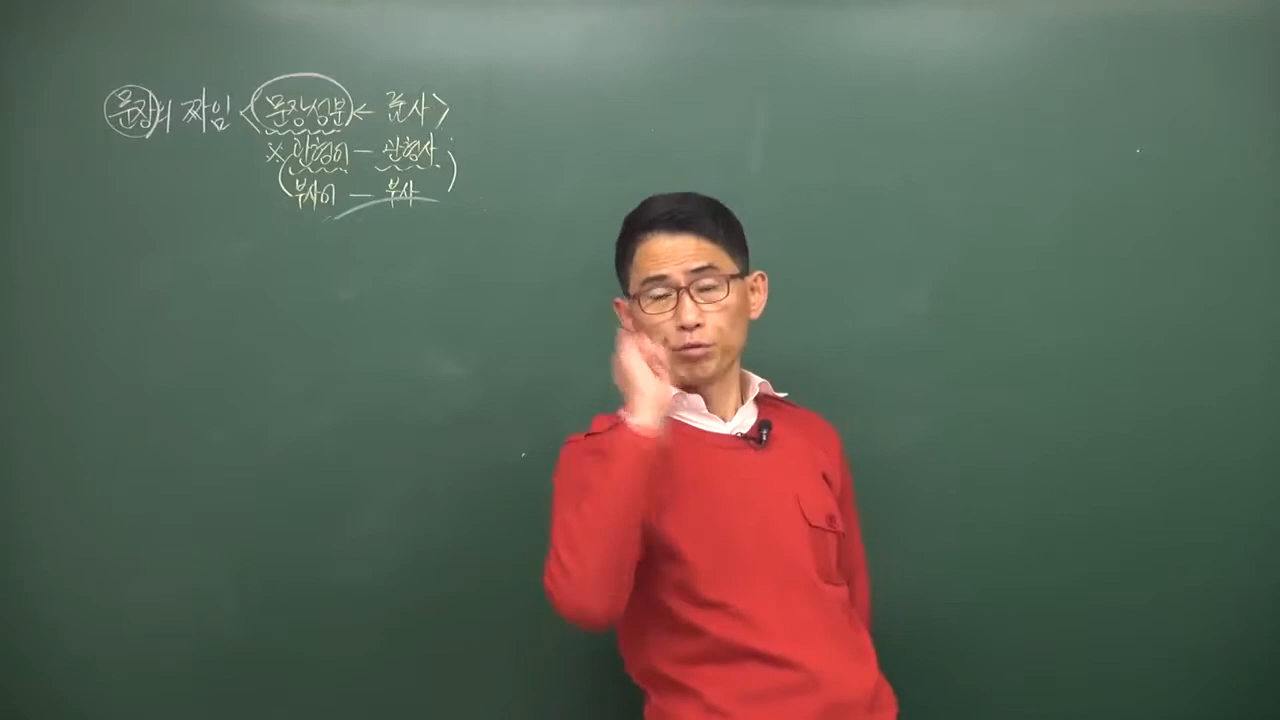 문장의 짜임 <문장성분 ← 품사>
※ 관형어 — 관형사
부사어 — 부사